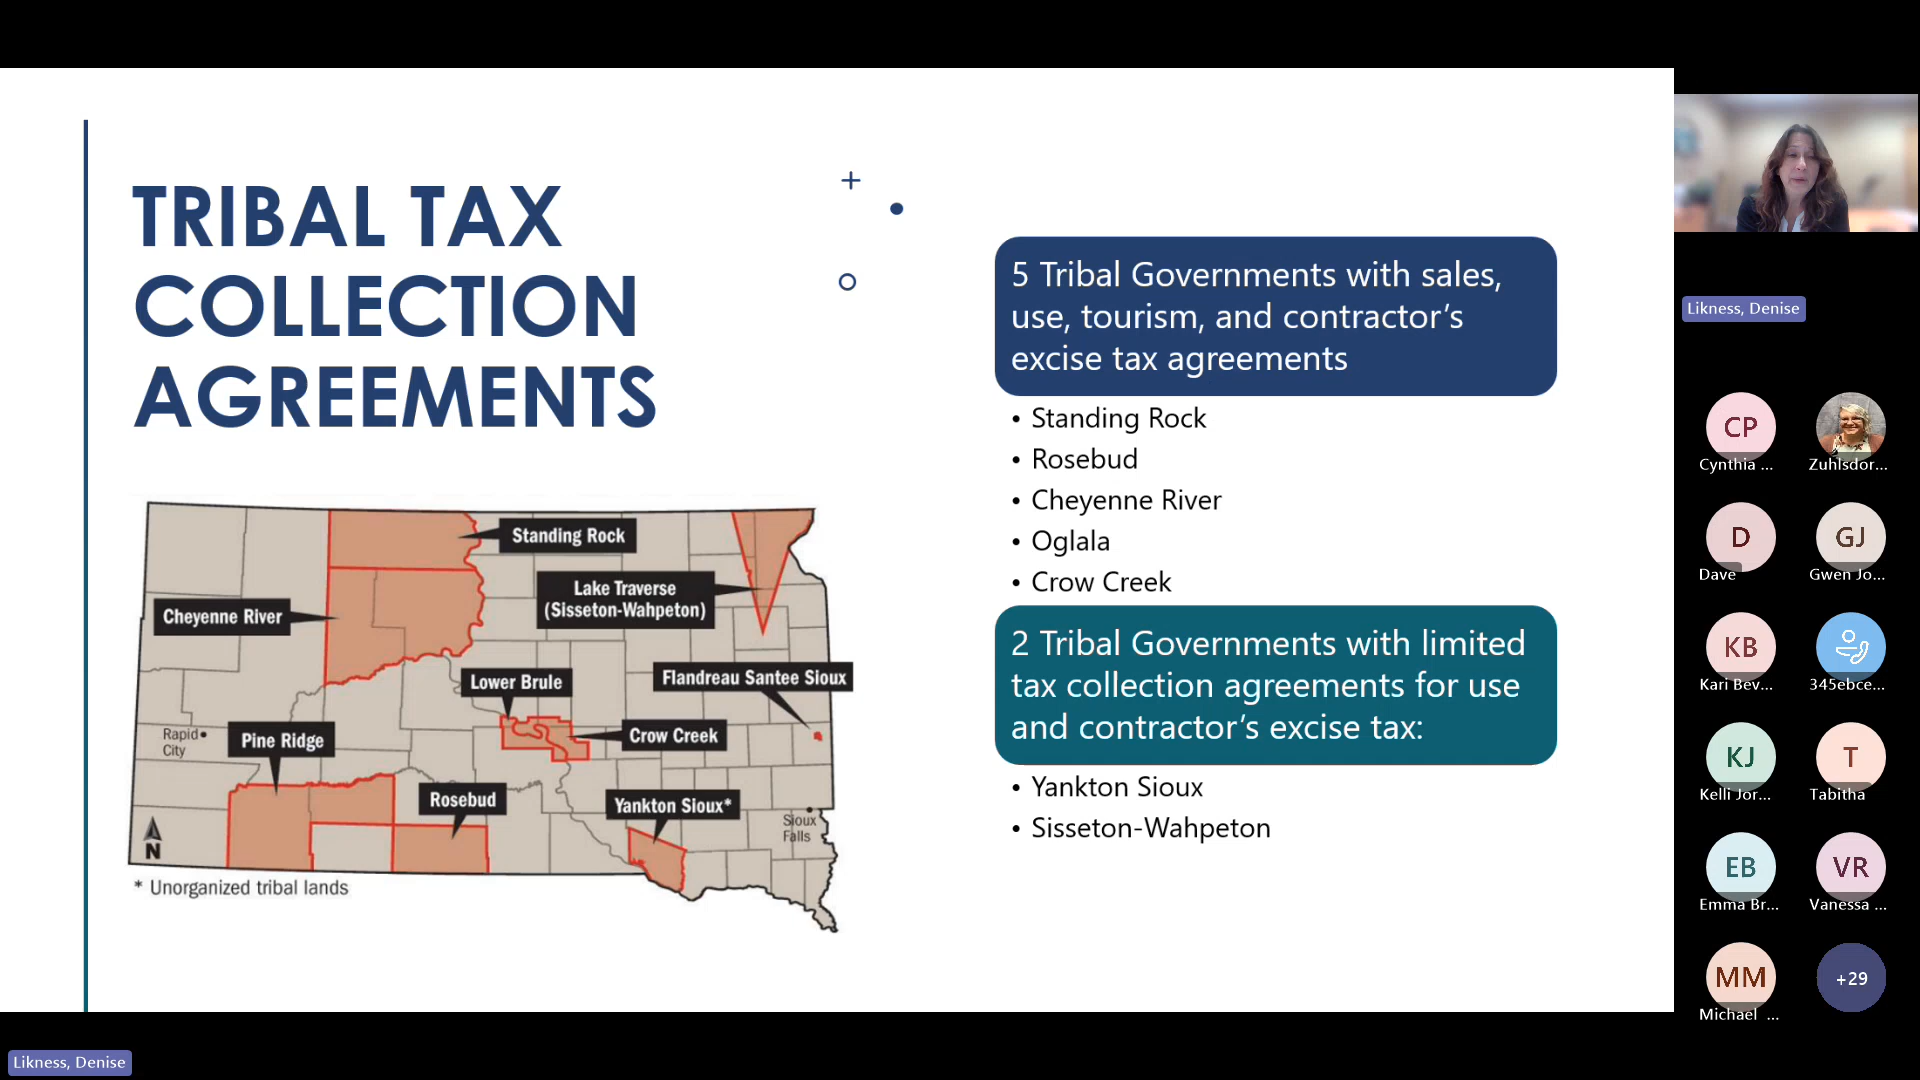 TRIBAL TAX
COLLECTION
AGREEMENTS
5 Tribal Governments with sales,
use, tourism, and contractor's
excise tax agreements
• Standing Rock
• Rosebud
• Cheyenne River
• Oglala
• Crow Creek
2 Tribal Governments with limited
tax collection agreements for use
and contractor's excise tax:
• Yankton Sioux
• Sisseton-Wahpeton
Standing Rock
Lake Traverse
(Sisseton-Wahpeton)
Cheyenne River
Lower Brule
Flandreau Santee Sioux
Rapid
City
Pine Ridge
Crow Creek
Rosebud
Yankton Sioux*
Sioux
Falls
N
* Unorganized tribal lands
Likness, Denise
CP
Cynthia ...
Zuhlsdor...
D
Dave
GJ
Gwen Jo...
KB
Kari Bev...
345ebce...
KJ
Kelli Jor...
T
Tabitha
EB
Emma Br...
VR
Vanessa ...
MM
Michael ...
+29
Likness, Denise